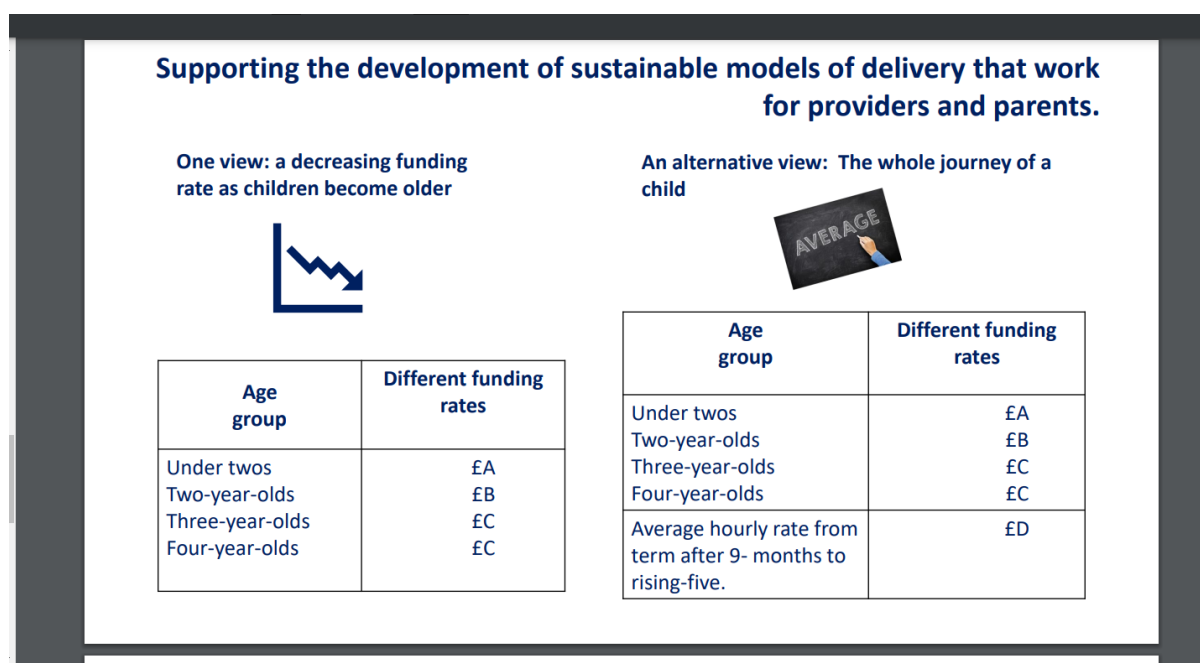 Supporting the development of sustainable models of delivery that work
for providers and parents.
One view: a decreasing funding
rate as children become older
Age
group
Different funding
rates
Under twos £A
Two-year-olds £B
Three-year-olds £C
Four-year-olds £C
An alternative view: The whole journey of a
child
AVERAGE
Age
group
Different funding
rates
Under twos £A
Two-year-olds £B
Three-year-olds £C
Four-year-olds £C
Average hourly rate from £D
term after 9- months to
rising-five.